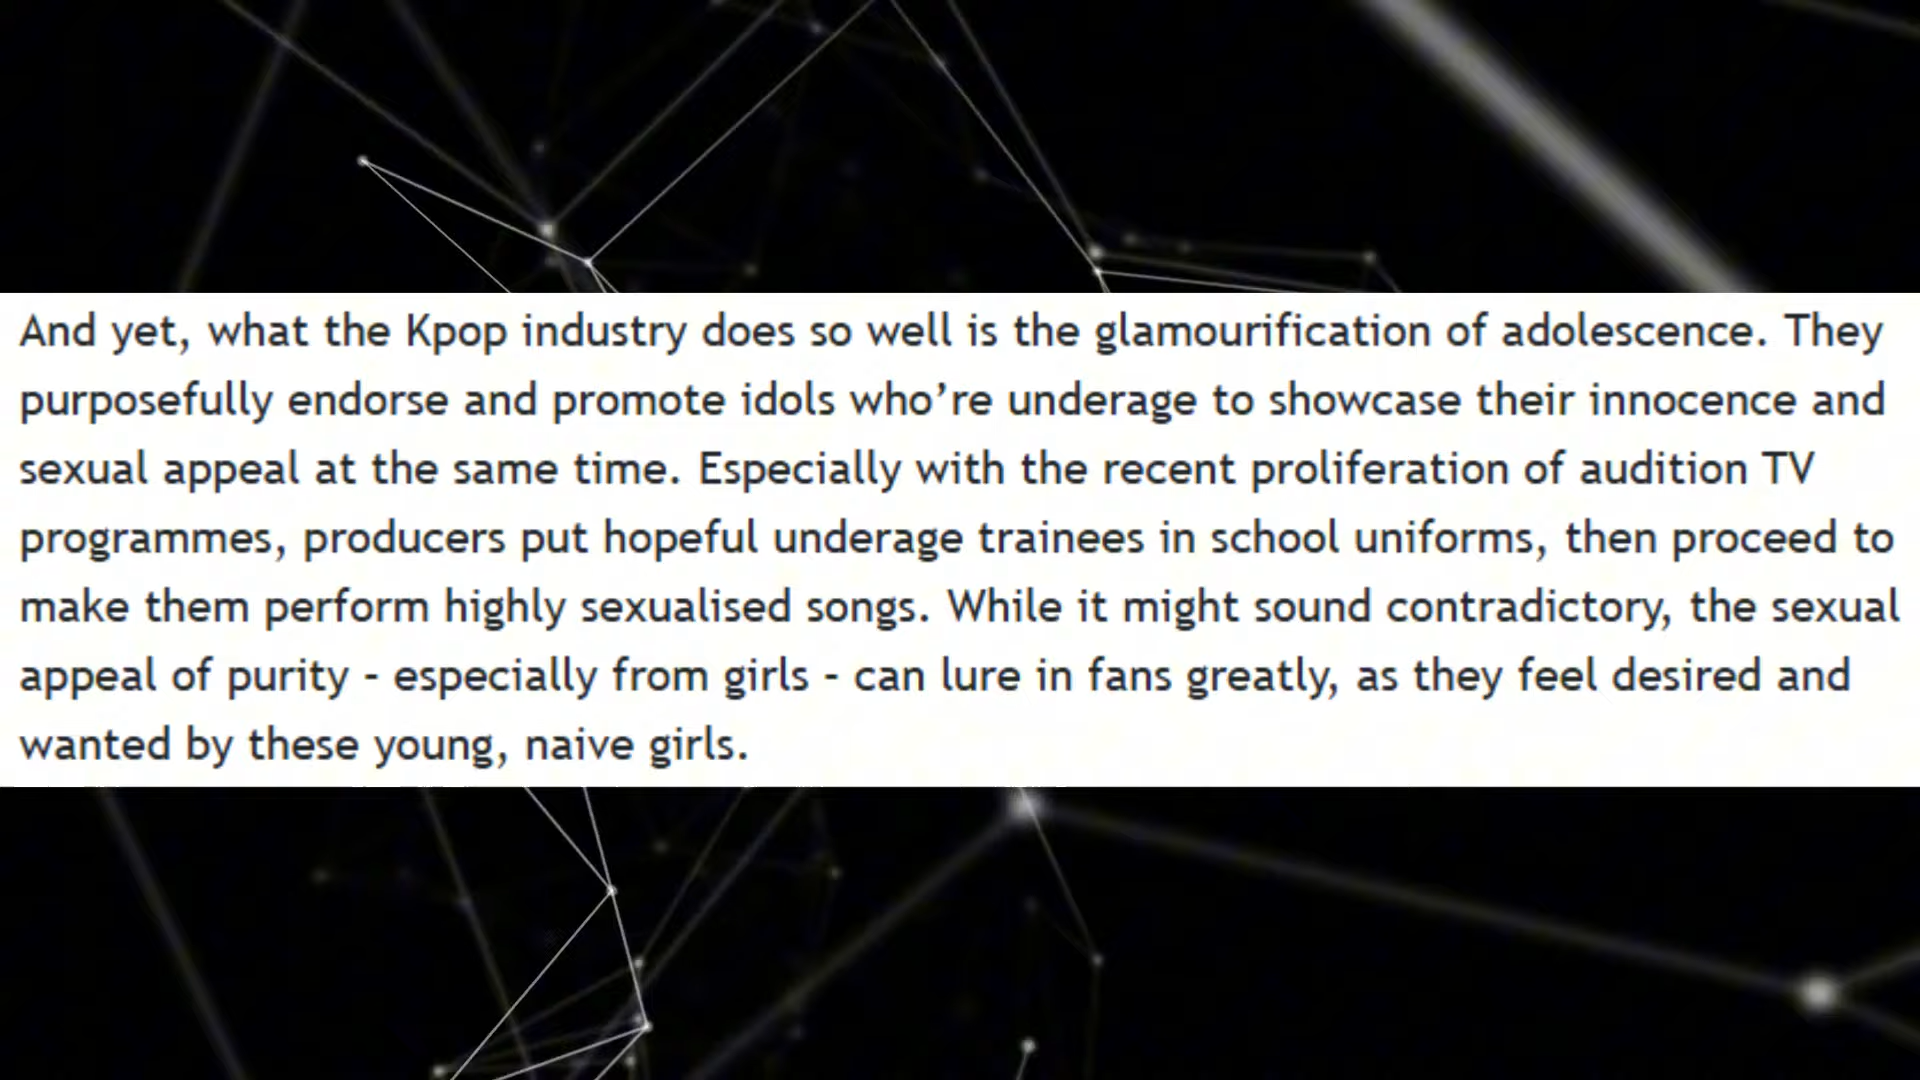 And yet, what the Kpop industry does so well is the glamourification of adolescence. They
purposefully endorse and promote idols who’re underage to showcase their innocence and
sexual appeal at the same time. Especially with the recent proliferation of audition TV
programmes, producers put hopeful underage trainees in school uniforms, then proceed to
make them perform highly sexualised songs. While it might sound contradictory, the sexual
appeal of purity - especially from girls - can lure in fans greatly, as they feel desired and
wanted by these young, naive girls.